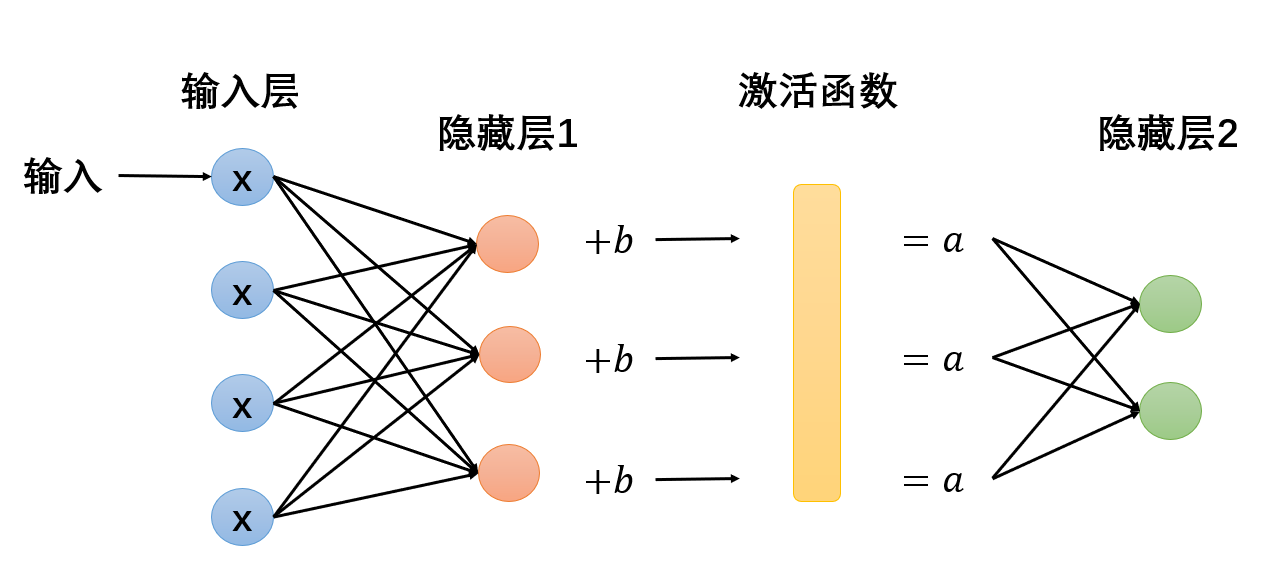 输入层
激活函数
隐藏层1
隐藏层2
输入
x
+b
= a
x
+b
= a
x
+b
= a
x